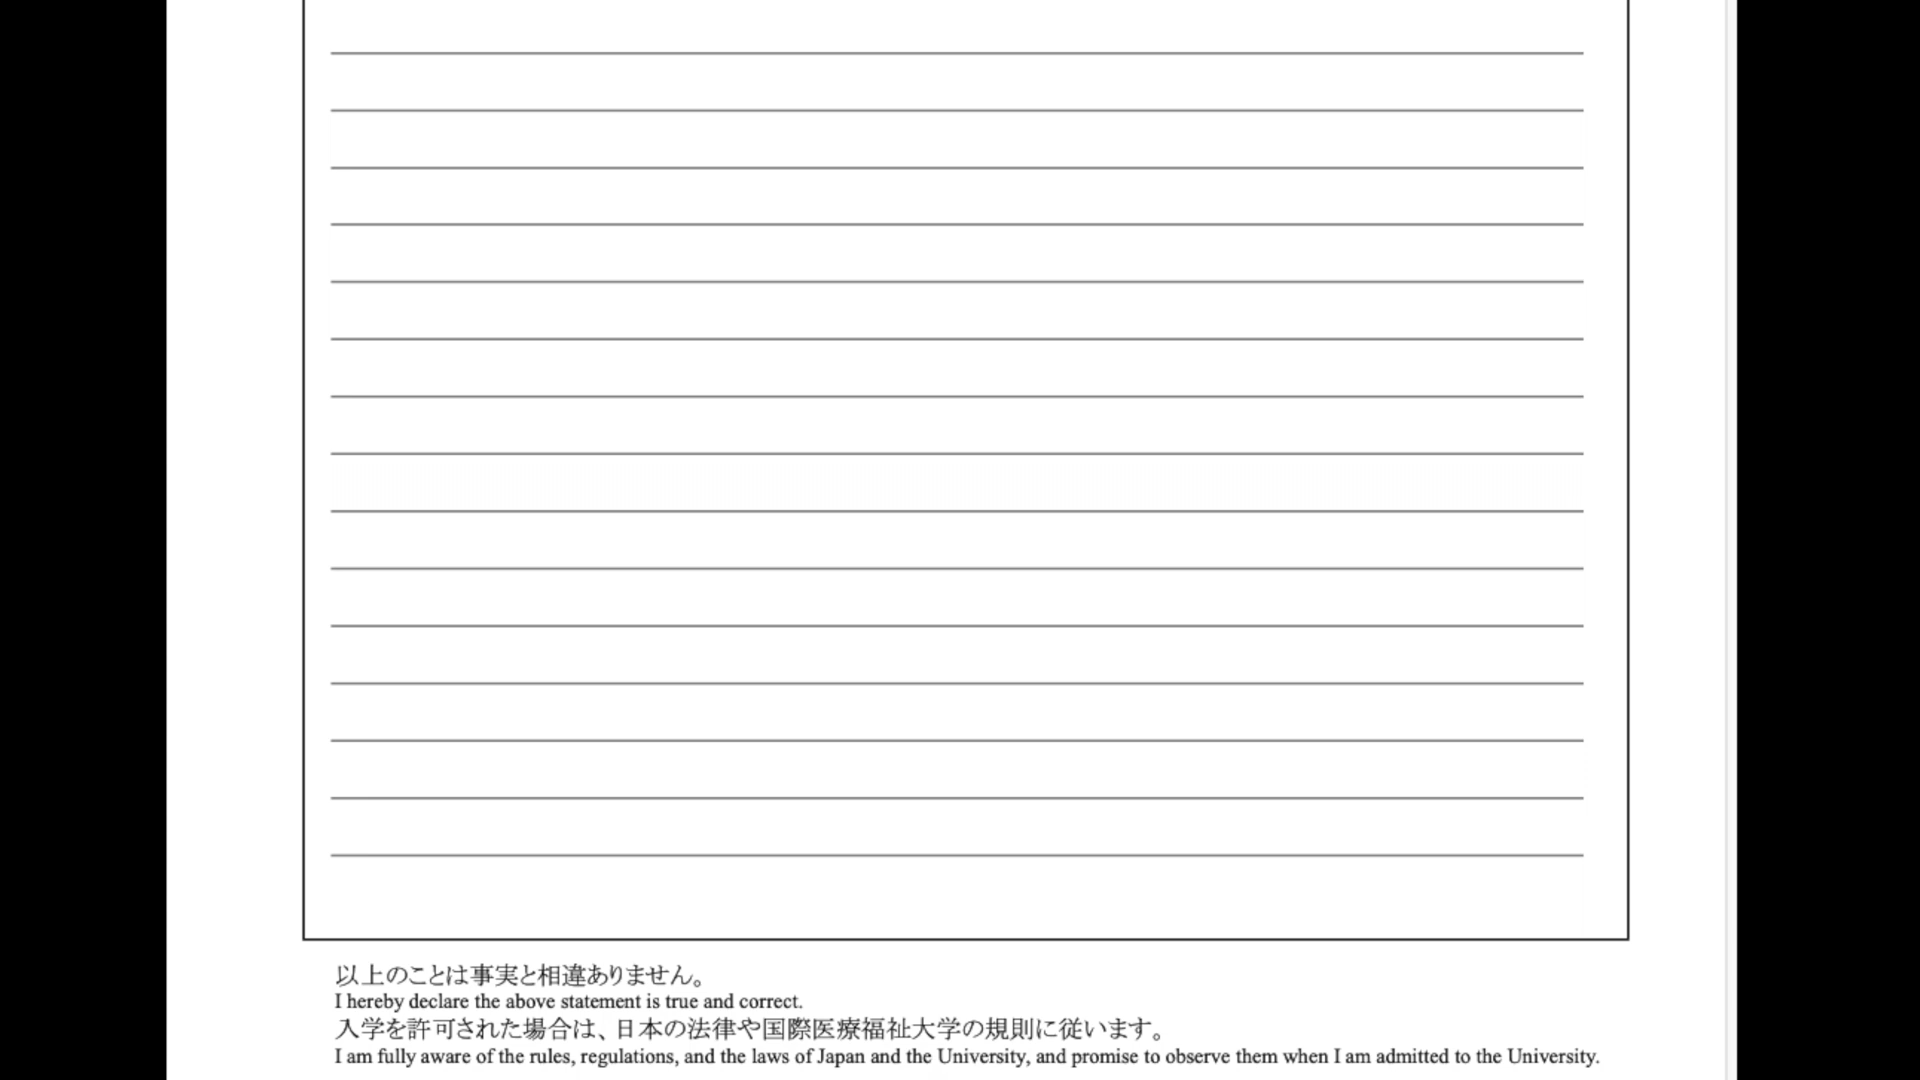 以上のことは事実と相違ありません。
I hereby declare the above statement is true and correct.
入学を許可された場合は、日本の法律や国際医療福祉大学の規則に従います。
I am fully aware of the rules, regulations, and the laws of Japan and the University, and promise to observe them when I am admitted to the University.